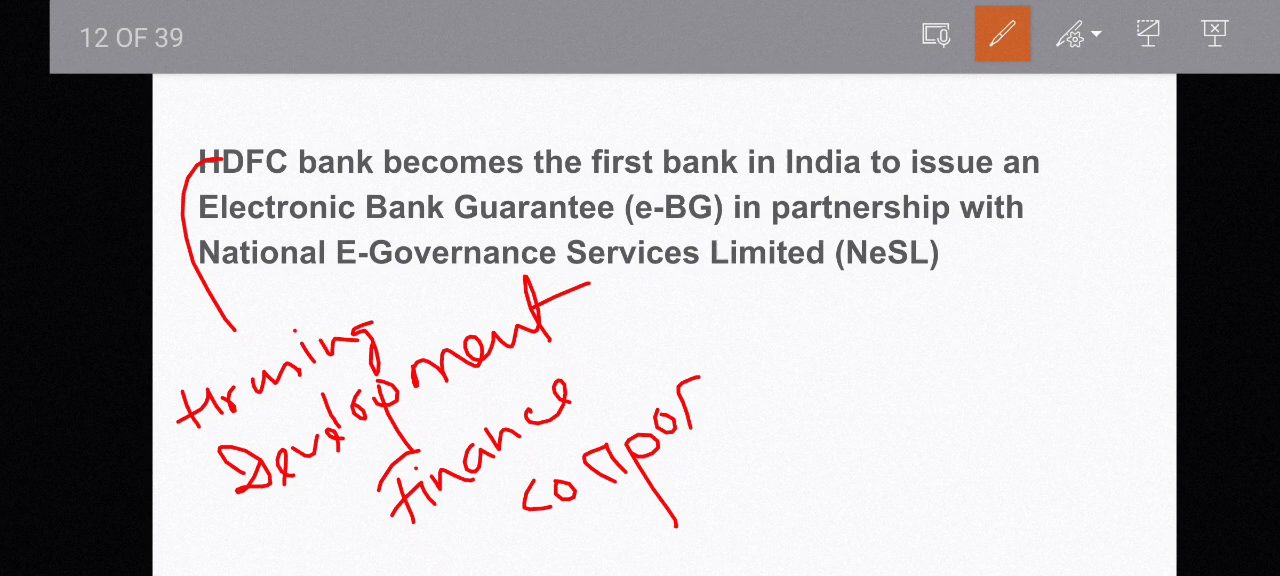 12 OF 39
HDFC bank becomes the first bank in India to issue an
Electronic Bank Guarantee (e-BG) in partnership with
National E-Governance Services Limited (NeSL)
Housing
Development
Finance
corpor